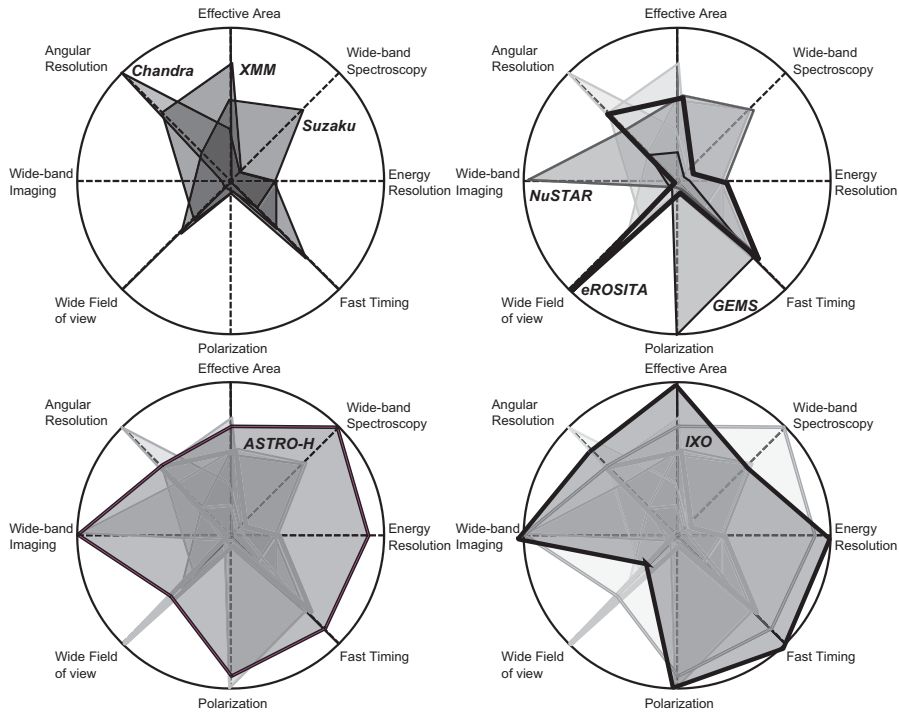 Effective Area
Angular
Resolution
Chandra
XMM
Wide-band
Spectroscopy
Suzaku
Wide-band
Imaging
Energy
Resolution
Wide Field
of view
Fast Timing
Polarization
Effective Area
Angular
Resolution
Wide-band
Spectroscopy
Wide-band
Imaging
NuSTAR
Energy
Resolution
eROSITA
GEMS
Wide Field
of view
Fast Timing
Polarization
Effective Area
Angular
Resolution
Wide-band
Spectroscopy
ASTRO-H
Wide-band
Imaging
Energy
Resolution
Wide Field
of view
Fast Timing
Polarization
Effective Area
Angular
Resolution
IXO
Wide-band
Spectroscopy
Wide-band
Imaging
Energy
Resolution
Wide Field
of view
Fast Timing
Polarization